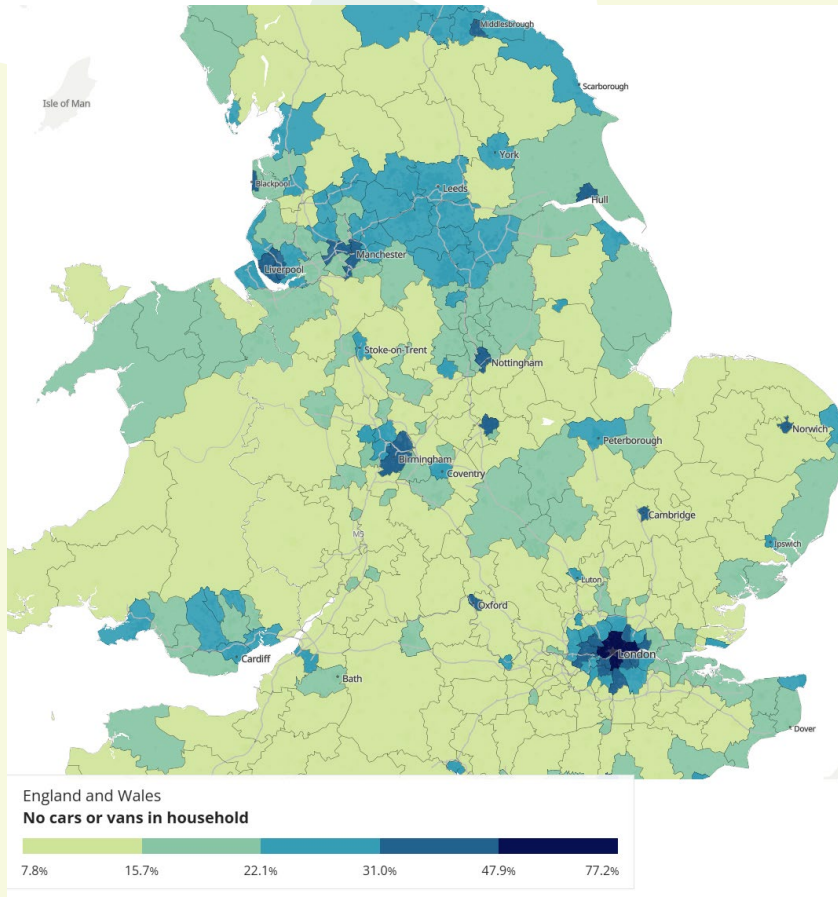 Middlesbrough
Scarborough
Isle of Man
York
Blackpool
Leeds
Hull
Manchester
Liverpool
Stoke-on-Trent
Nottingham
Norwich
Peterborough
Birmingham
Coventry
Cambridge
M5
Ipswich
Luton
Oxford
London
Cardiff
Bath
Dover
England and Wales
No cars or vans in household
7.8% 15.7% 22.1% 31.0% 47.9% 77.2%